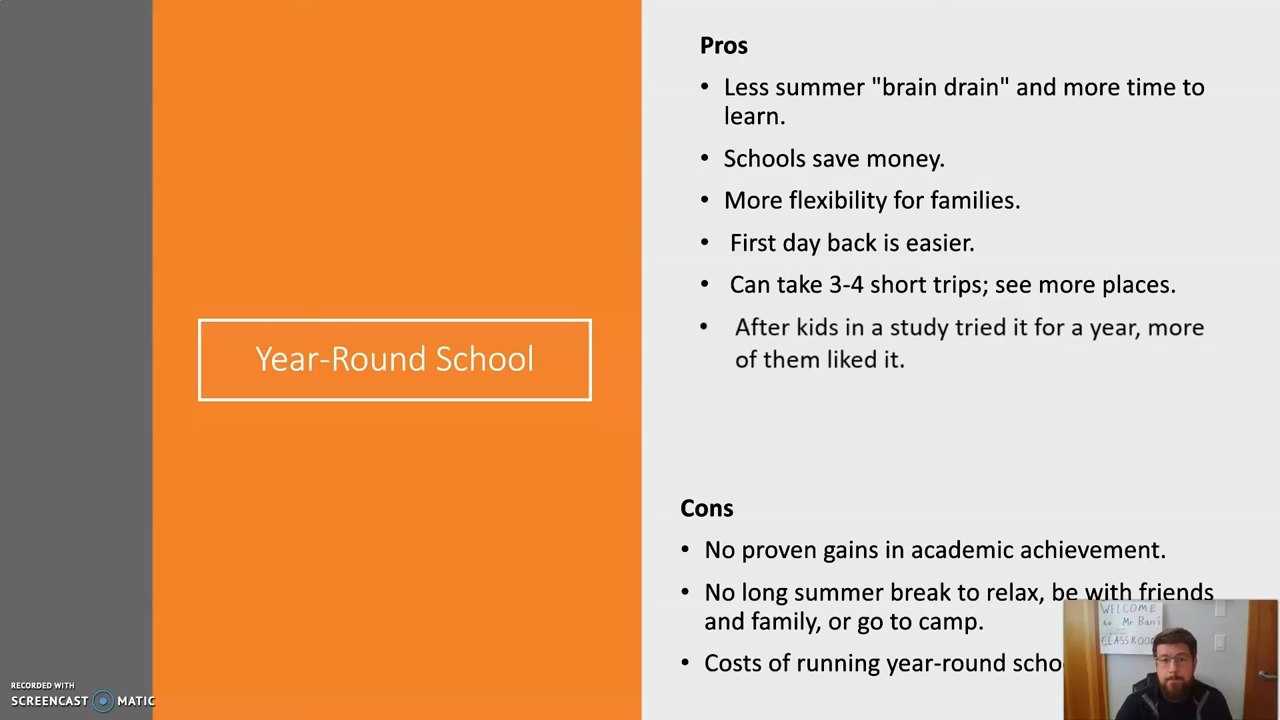 Pros
• Less summer "brain drain" and more time to
learn.
• Schools save money.
• More flexibility for families.
• First day back is easier.
• Can take 3-4 short trips; see more places.
• After kids in a study tried it for a year, more
of them liked it.
Year-Round School
Cons
• No proven gains in academic achievement.
• No long summer break to relax, be with friends
and family, or go to camp.
• Costs of running year-round
WELCOME
to Mr
CLASSROOM
RECORDED WITH
SCREENCAST MATIC